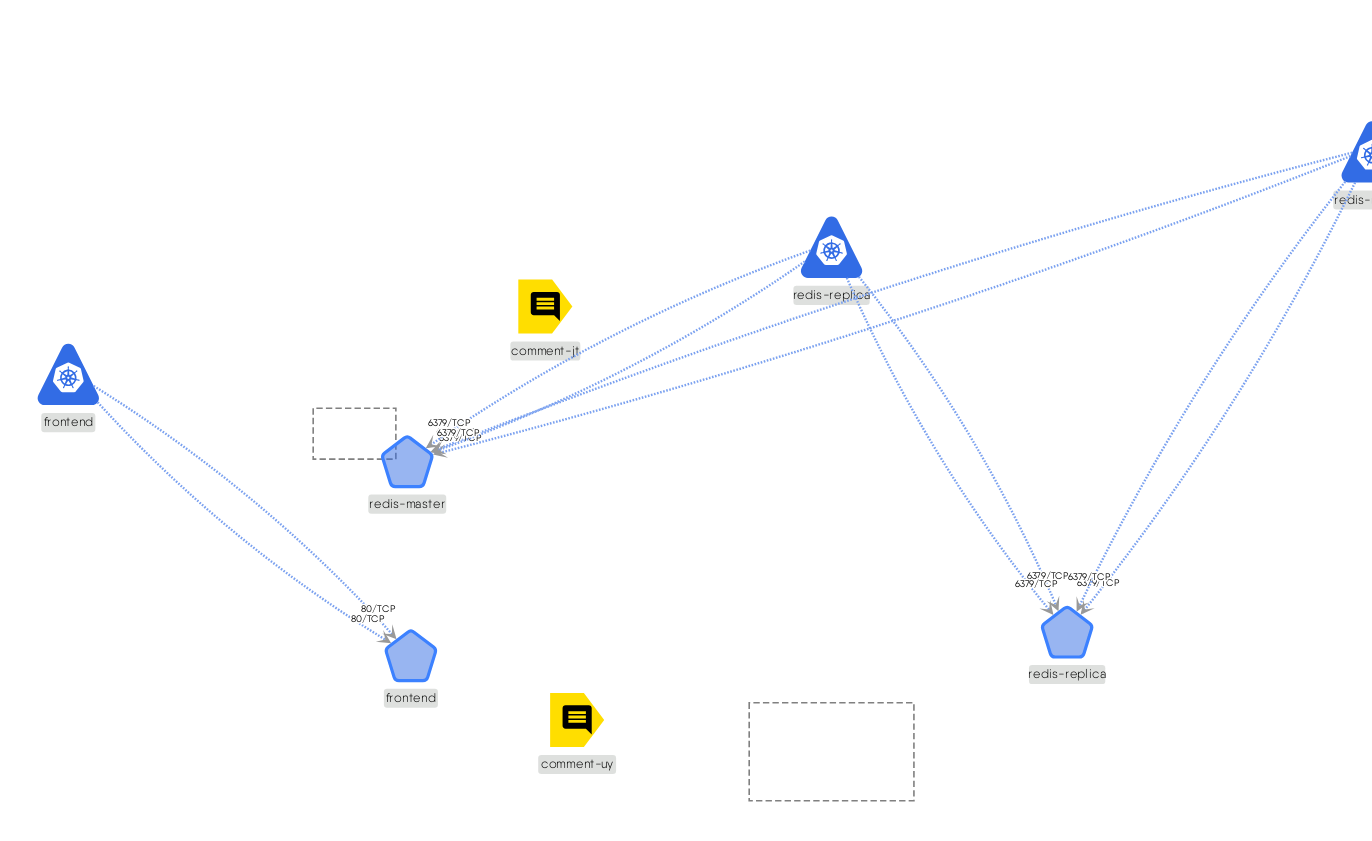 redis-
redis-replica
comment-jt
frontend
6379/TCP
6379/TCP
6379/TCP
redis-master
6379/TCP
6379/TCP
6379/TCP
6379/TCP
80/TCP
80/TCP
redis-replica
frontend
comment-uy